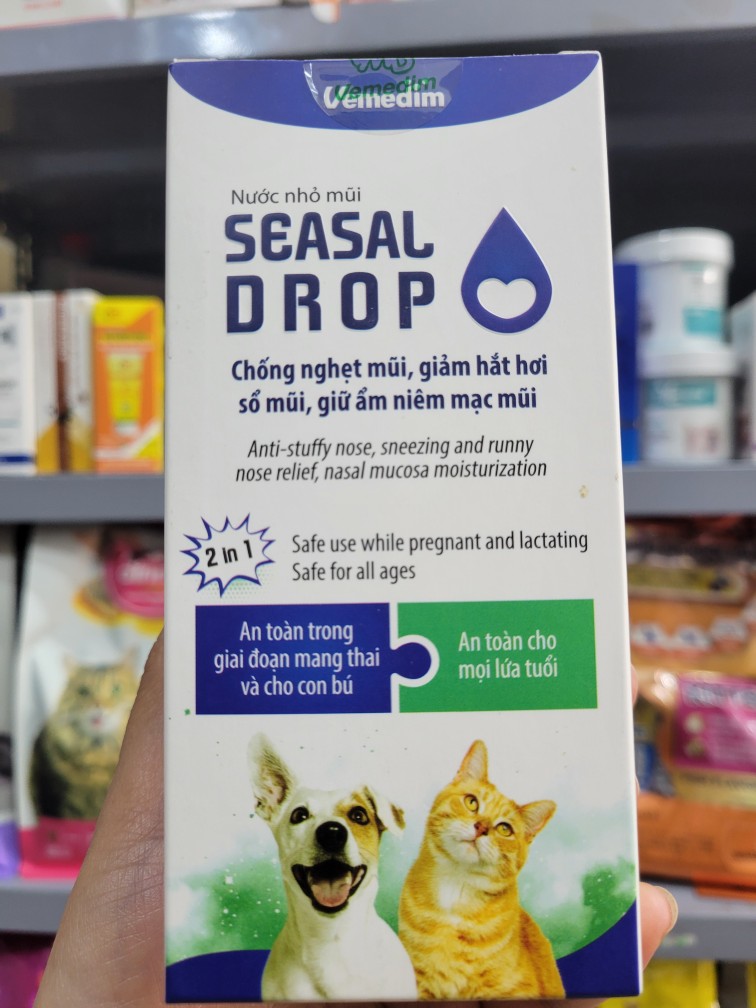 Vemedim
Vemedim
Nước nhỏ mũi
SEASAL
DROP
Chống nghẹt mũi, giảm hắt hơi
sổ mũi, giữ ẩm niêm mạc mũi
Anti-stuffy nose, sneezing and runny
nose relief, nasal mucosa moisturization
2 in 1
Safe use while pregnant and lactating
Safe for all ages
An toàn trong
giai đoạn mang thai
và cho con bú
An toàn cho
mọi lứa tuổi